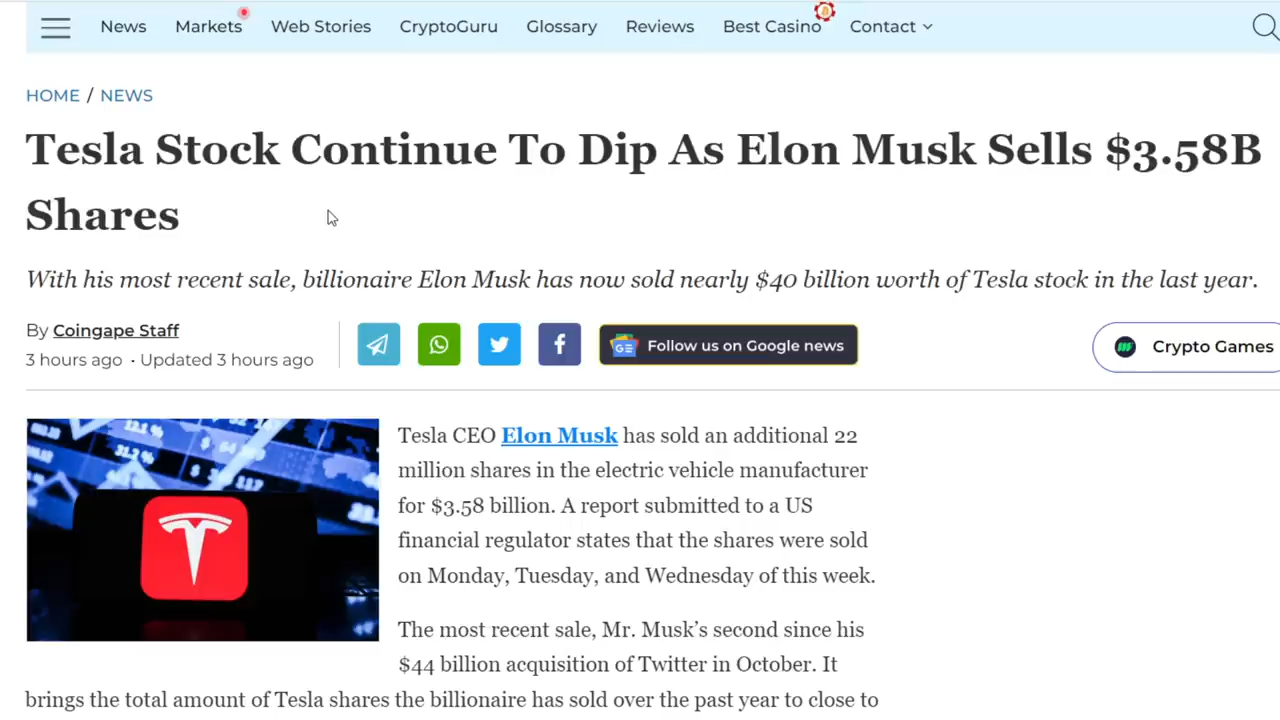 News Markets Web Stories CryptoGuru Glossary Reviews Best Casino Contact
HOME / NEWS
Tesla Stock Continue To Dip As Elon Musk Sells $3.58B
Shares
With his most recent sale, billionaire Elon Musk has now sold nearly $40 billion worth of Tesla stock in the last year.
By Coingape Staff
3 hours ago • Updated 3 hours ago
Follow us on Google news
Crypto Games
Tesla CEO Elon Musk has sold an additional 22
million shares in the electric vehicle manufacturer
for $3.58 billion. A report submitted to a US
financial regulator states that the shares were sold
on Monday, Tuesday, and Wednesday of this week.
The most recent sale, Mr. Musk’s second since his
$44 billion acquisition of Twitter in October. It
brings the total amount of Tesla shares the billionaire has sold over the past year to close to